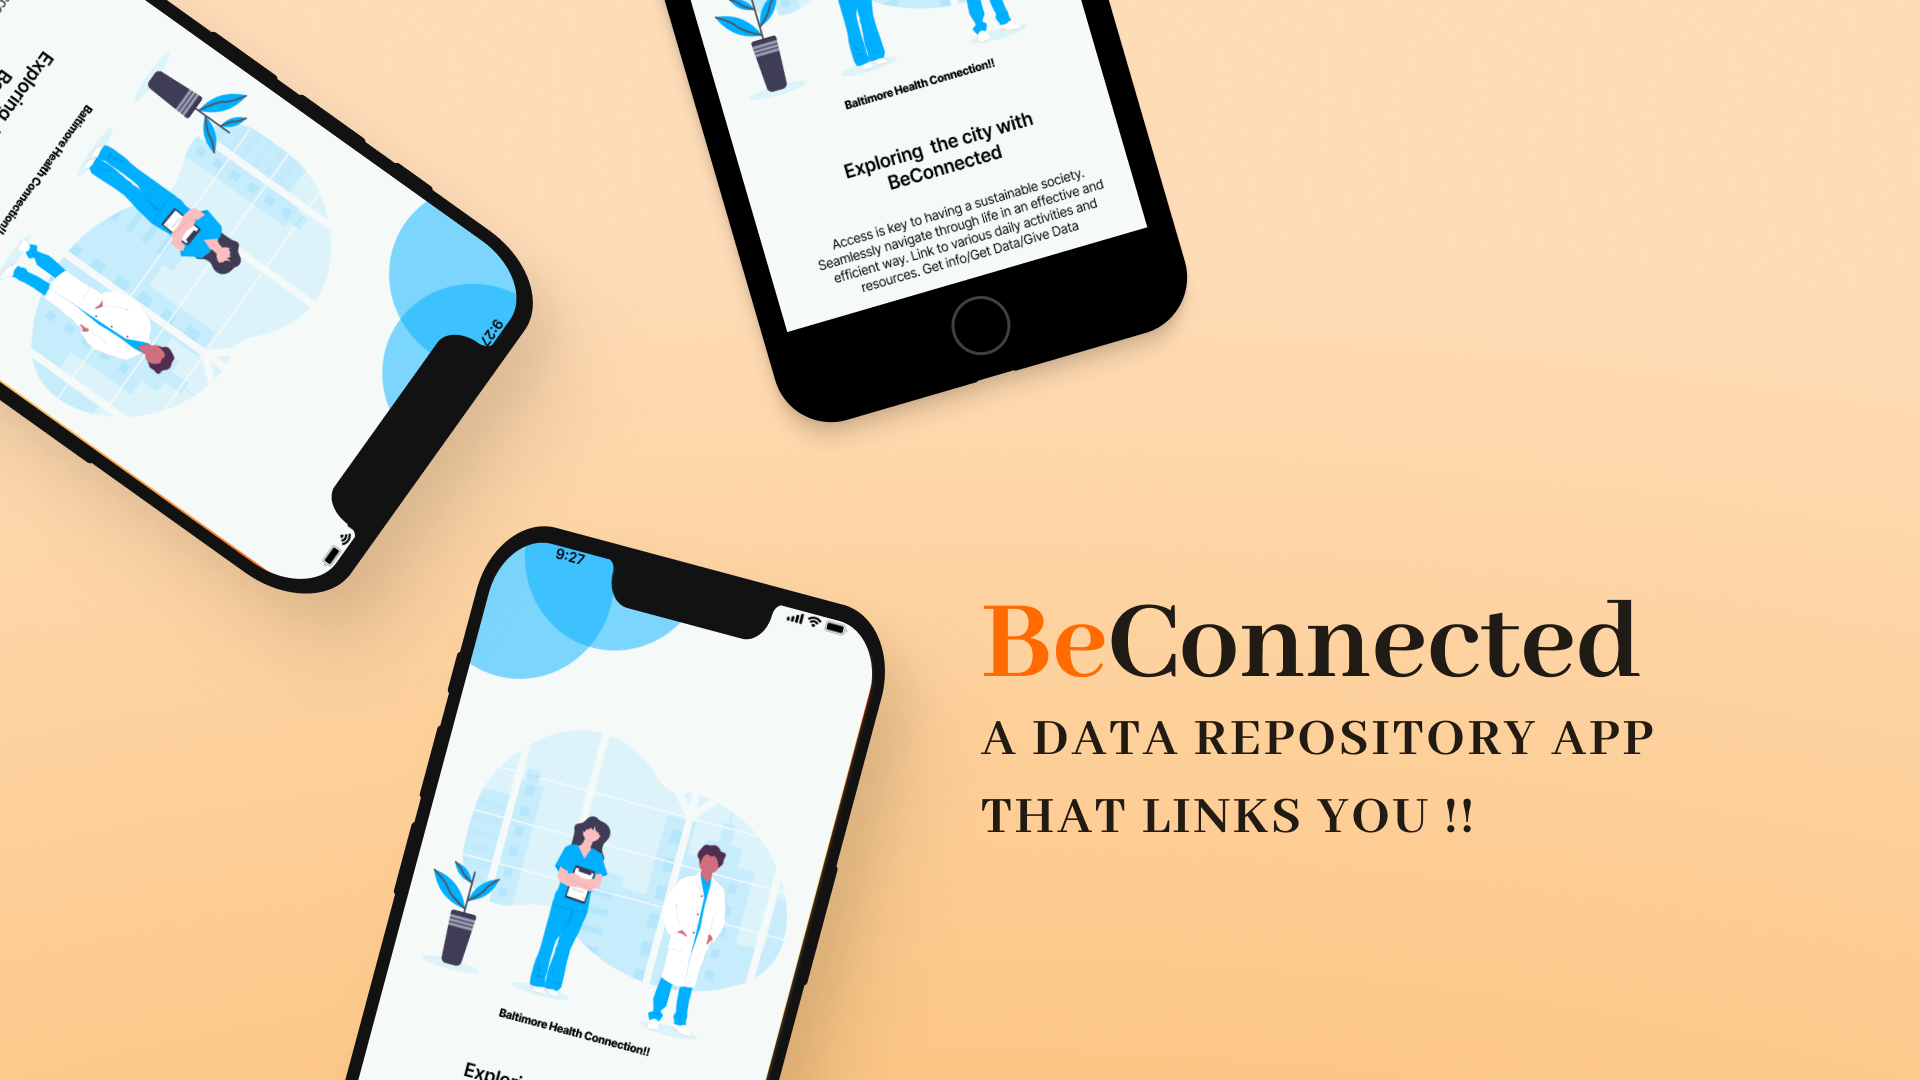 Exploring
Baltimore Health Connection!!
9:27
Baltimore Health Connection!!
Exploring the city with
BeConnected
Access is key to having a sustainable society.
Seamlessly navigate through life in an effective and
efficient way. Link to various daily activities and
resources. Get info/Get Data/Give Data
9:27
Baltimore Health Connection!!
BeConnected
A DATA REPOSITORY APP
THAT LINKS YOU !!